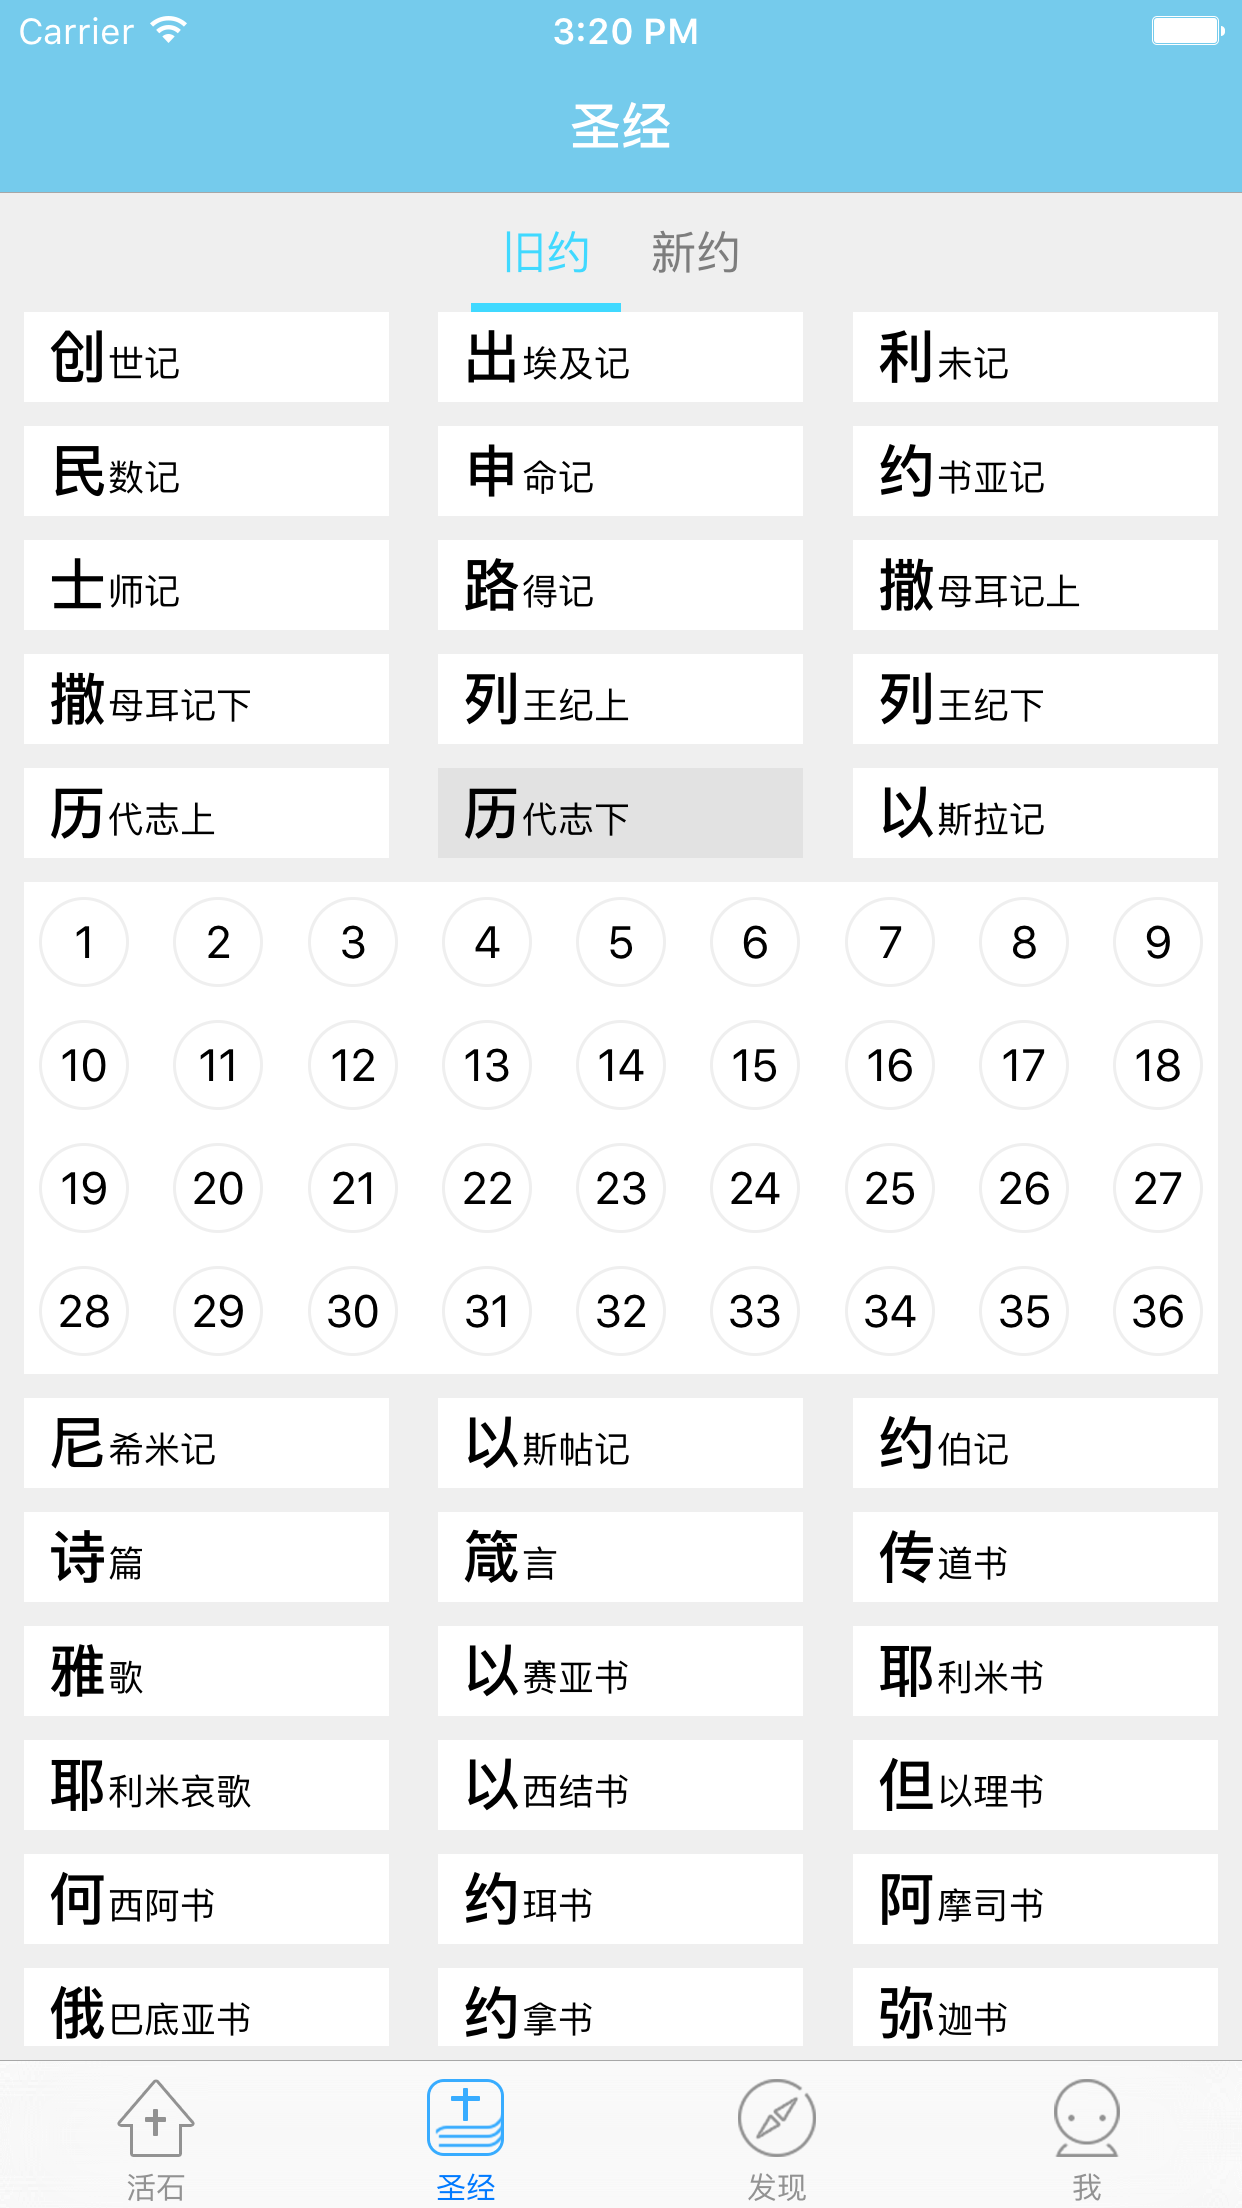 Carrier 3:20 PM
圣经
旧约 新约
创世记 出埃及记 利未记
民数记 申命记 约书亚记
士师记 路得记 撒母耳记上
撒母耳记下 列王纪上 列王纪下
历代志上 历代志下 以斯拉记
1 2 3 4 5 6 7 8 9
10 11 12 13 14 15 16 17 18
19 20 21 22 23 24 25 26 27
28 29 30 31 32 33 34 35 36
尼希米记 以斯帖记 约伯记
诗篇 箴言 传道书
雅歌 以赛亚书 耶利米书
耶利米哀歌 以西结书 但以理书
何西阿书 约珥书 阿摩司书
俄巴底亚书 约拿书 弥迦书
活石 圣经 发现 我